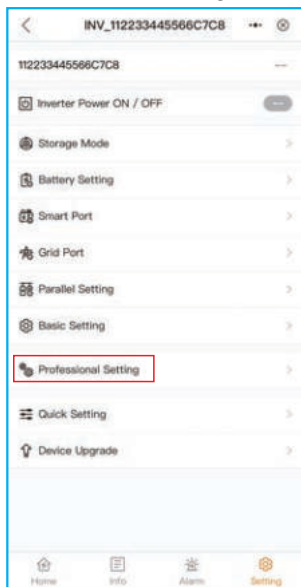 INV_112233445566C7C8
112233445566C7C8 --
Inverter Power ON / OFF
Storage Mode
Battery Setting
Smart Port
Grid Port
Parallel Setting
Basic Setting
Professional Setting
Quick Setting
Device Upgrade
Home Info Alarm Setting